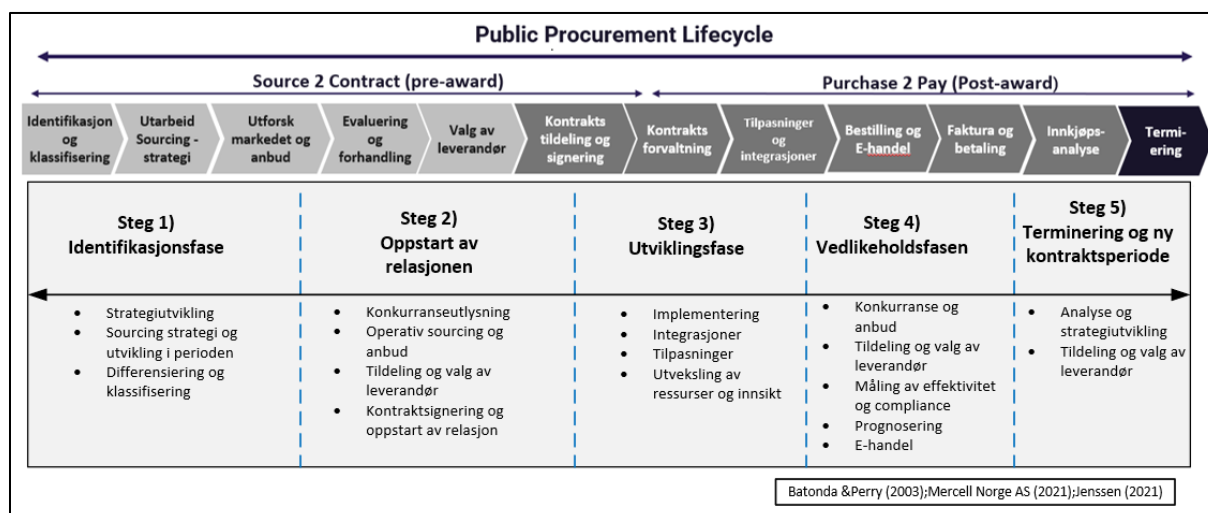 Public Procurement Lifecycle
Source 2 Contract (pre-award)
Purchase 2 Pay (Post-award)
Identifikasjon
og
klassifisering
Utarbeid
Sourcing -
strategi
Utforsk
markedet og
anbud
Evaluering
og
forhandling
Valg av
leverandør
Kontrakts
tildeling og
signering
Kontrakts
forvaltning
Tilpasninger
og
integrasjoner
Bestilling og
E-handel
Faktura og
betaling
Innkjøps-
analyse
Termi-
ering
Steg 1)
Identifikasjonsfase
• Strategiutvikling
• Sourcing strategi og
utvikling i perioden
• Differensiering og
klassifisering
Steg 2)
Oppstart av
relasjonen
• Konkurranseutlysning
• Operativ sourcing og
anbud
• Tildeling og valg av
leverandør
• Kontraktsignering og
oppstart av relasjon
Steg 3)
Utviklingsfase
• Implementering
• Integrasjoner
• Tilpasninger
• Utveksling av
ressurser og innsikt
Steg 4)
Vedlikeholdsfasen
• Konkurranse og
anbud
• Tildeling og valg av
leverandør
• Måling av effektivitet
og compliance
• Prognosering
• E-handel
Steg 5)
Terminering og ny
kontraktsperiode
• Analyse og
strategiutvikling
• Tildeling og valg av
leverandør
Batonda &Perry (2003);Mercell Norge AS (2021);Jenssen (2021)